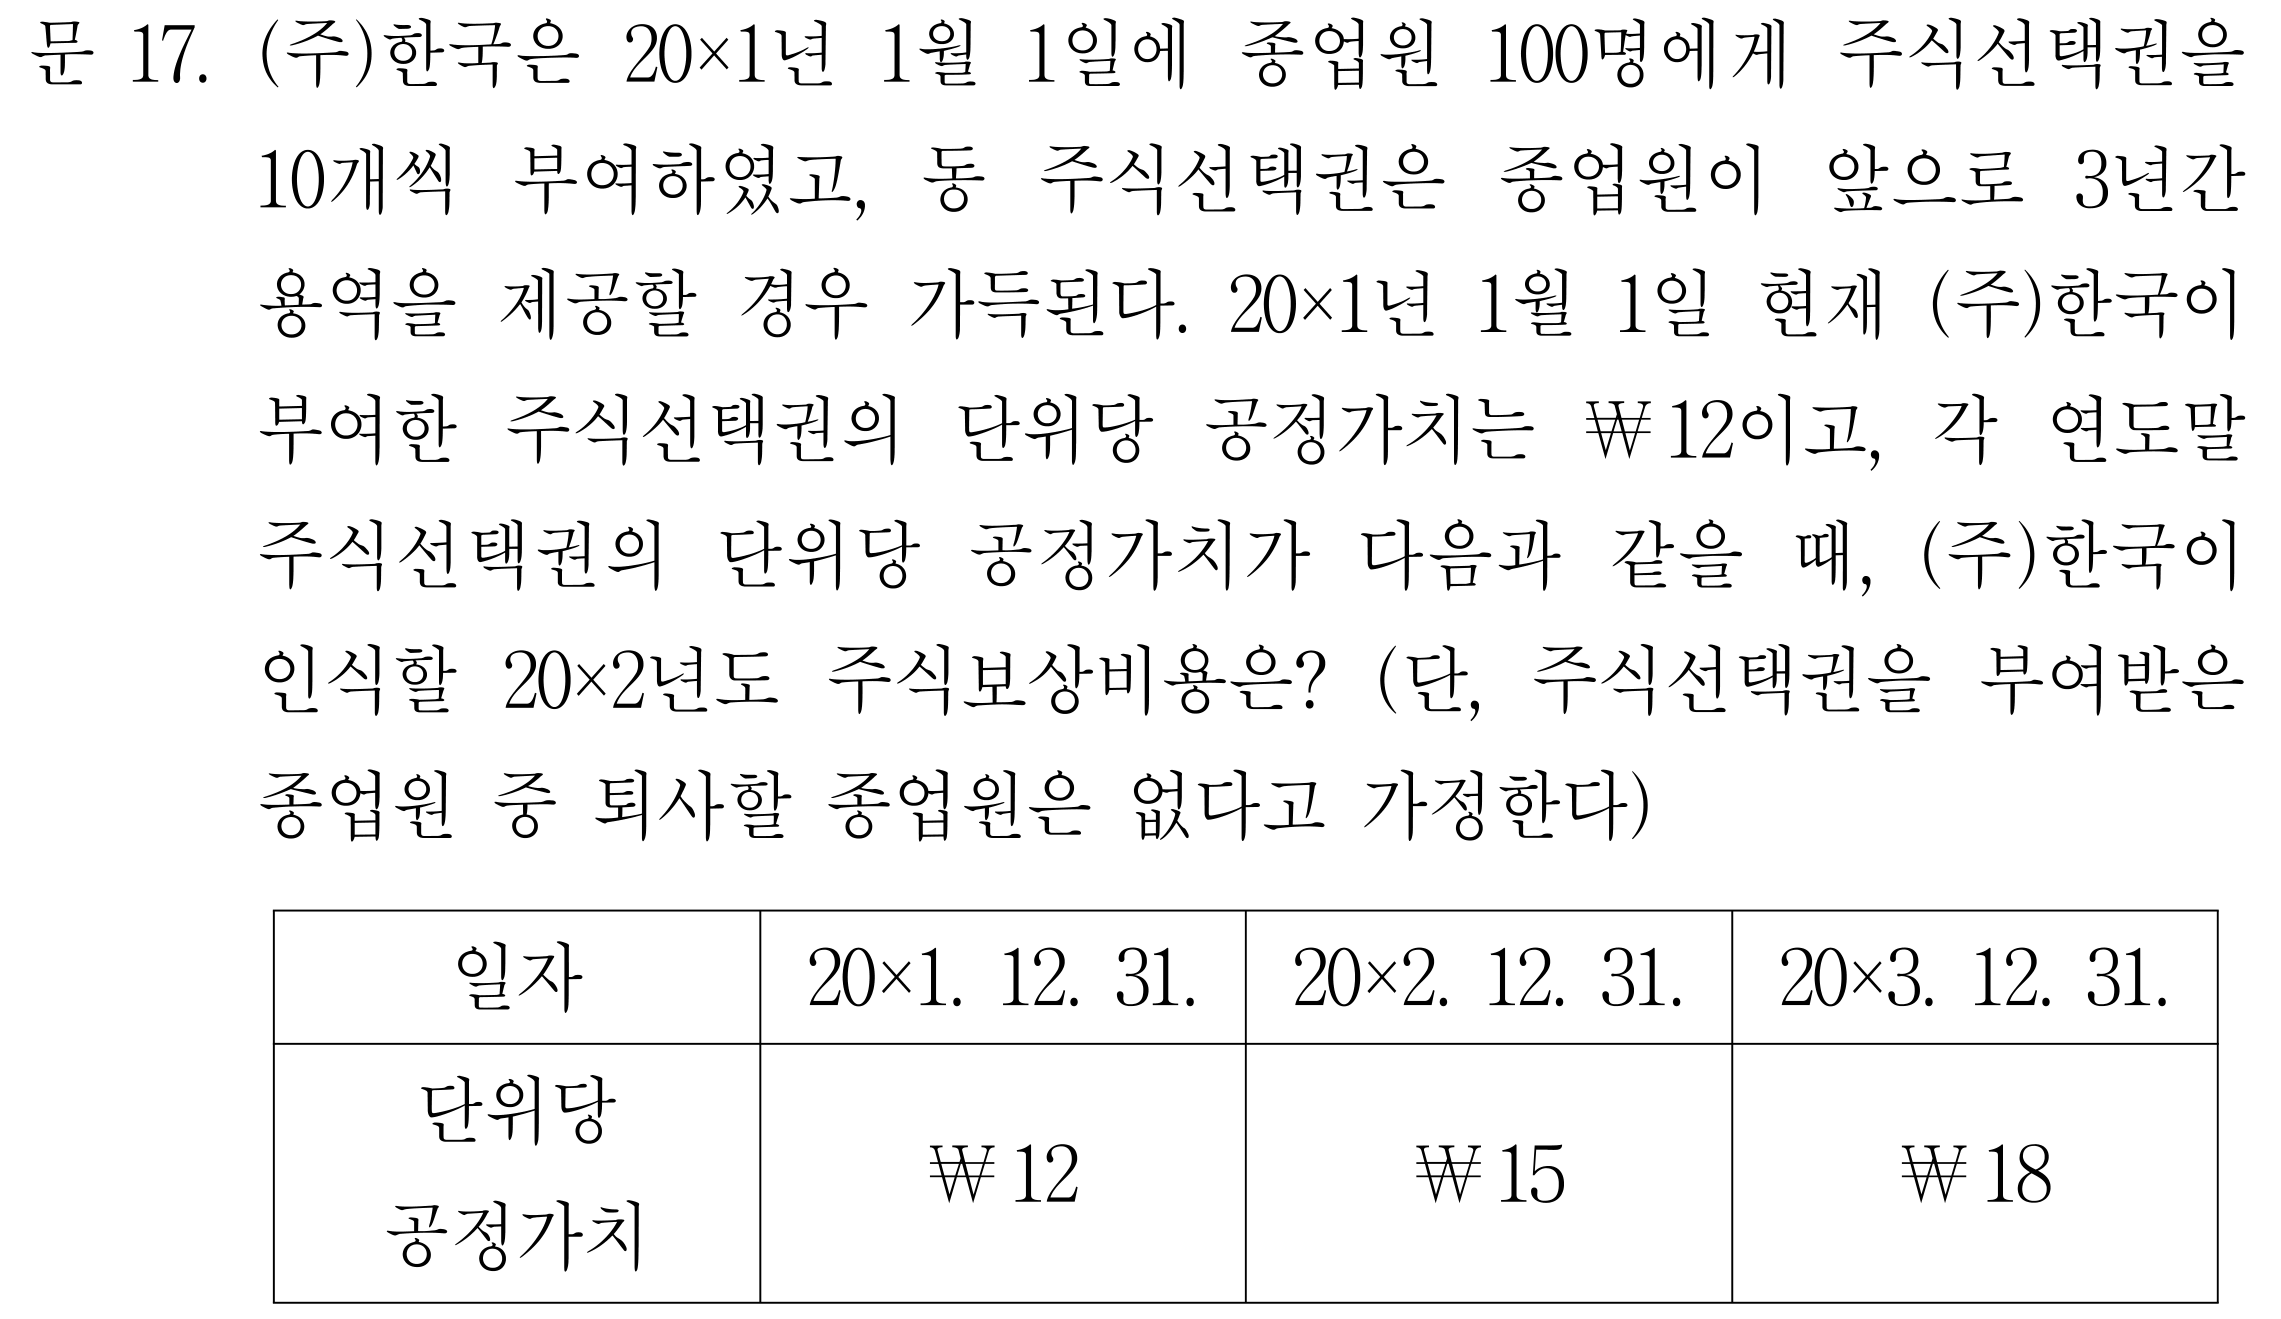 문 17. (주)한국은 20×1년 1월 1일에 종업원 100명에게 주식선택권을
10개씩 부여하였고, 동 주식선택권은 종업원이 앞으로 3년간
용역을 제공할 경우 가득된다. 20×1년 1월 1일 현재 (주)한국이
부여한 주식선택권의 단위당 공정가치는 ₩12이고, 각 연도말
주식선택권의 단위당 공정가치가 다음과 같을 때, (주)한국이
인식할 20×2년도 주식보상비용은? (단, 주식선택권을 부여받은
종업원 중 퇴사할 종업원은 없다고 가정한다)
일자 20×1. 12. 31. 20×2. 12. 31. 20×3. 12. 31.
단위당
공정가치 ₩12 ₩15 ₩18